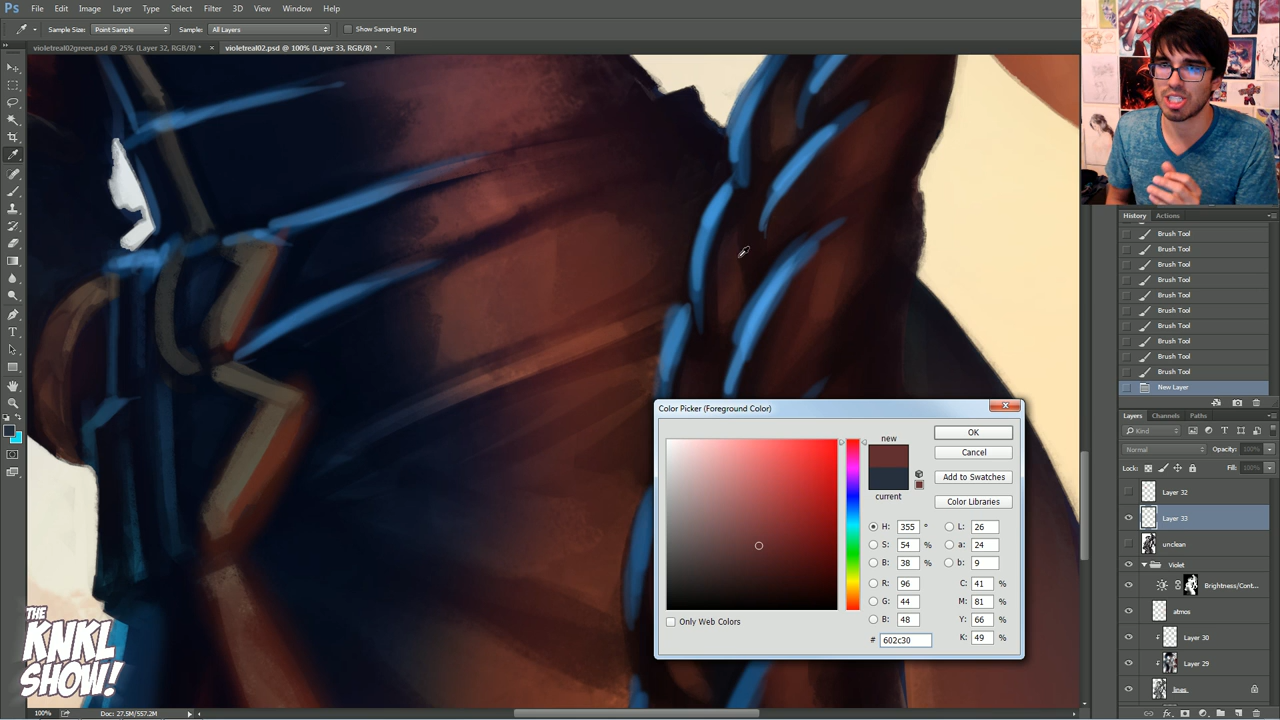 Ps File Edit Image Layer Type Select Filter 3D View Window Help
Sample Size: Point Sample Sample: All Layers Show Sampling Ring
violetreal02green.psd @ 25% (Layer 32, RGB/8) * × violetreal02.psd @ 100% (Layer 33, RGB/8) * ×
History Actions
Brush Tool
Brush Tool
Brush Tool
Brush Tool
Brush Tool
Brush Tool
Brush Tool
Brush Tool
Brush Tool
Brush Tool
New Layer
Layers Channels Paths
Kind
Normal Opacity: 100%
Lock: Fill: 100%
Layer 32
Layer 33
unclean
Violet
Brightness/Cont...
atmos
Layer 30
Layer 29
lines
Color Picker (Foreground Color)
new
current
OK
Cancel
Add to Swatches
Color Libraries
H: 355 ° L: 26
S: 54 % a: 24
B: 38 % b: 9
R: 96 C: 41 %
G: 44 M: 81 %
B: 48 Y: 66 %
# 602c30 K: 49 %
Only Web Colors
THE
KNKL
SHOW!
100% Doc: 27.5M/557.2M